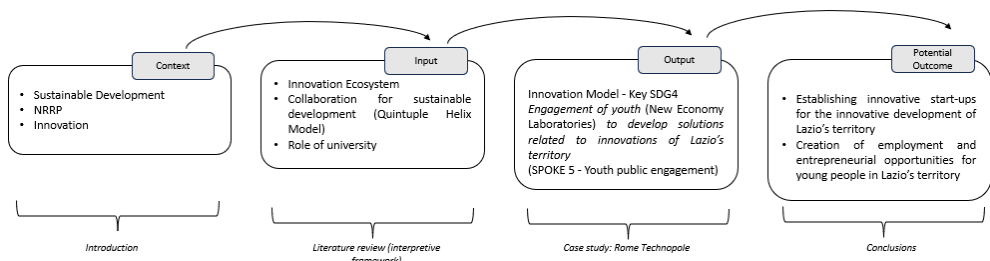 Context
• Sustainable Development
• NRRP
• Innovation
Introduction
Input
• Innovation Ecosystem
• Collaboration for sustainable
development (Quintuple Helix
Model)
• Role of university
Literature review (interpretive
framework)
Output
Innovation Model - Key SDG4
Engagement of youth (New Economy
Laboratories) to develop solutions
related to innovations of Lazio's
territory
(SPOKE 5 - Youth public engagement)
Case study: Rome Technopole
Potential
Outcome
• Establishing innovative start-ups
for the innovative development of
Lazio's territory
• Creation of employment and
entrepreneurial opportunities for
young people in Lazio's territory
Conclusions